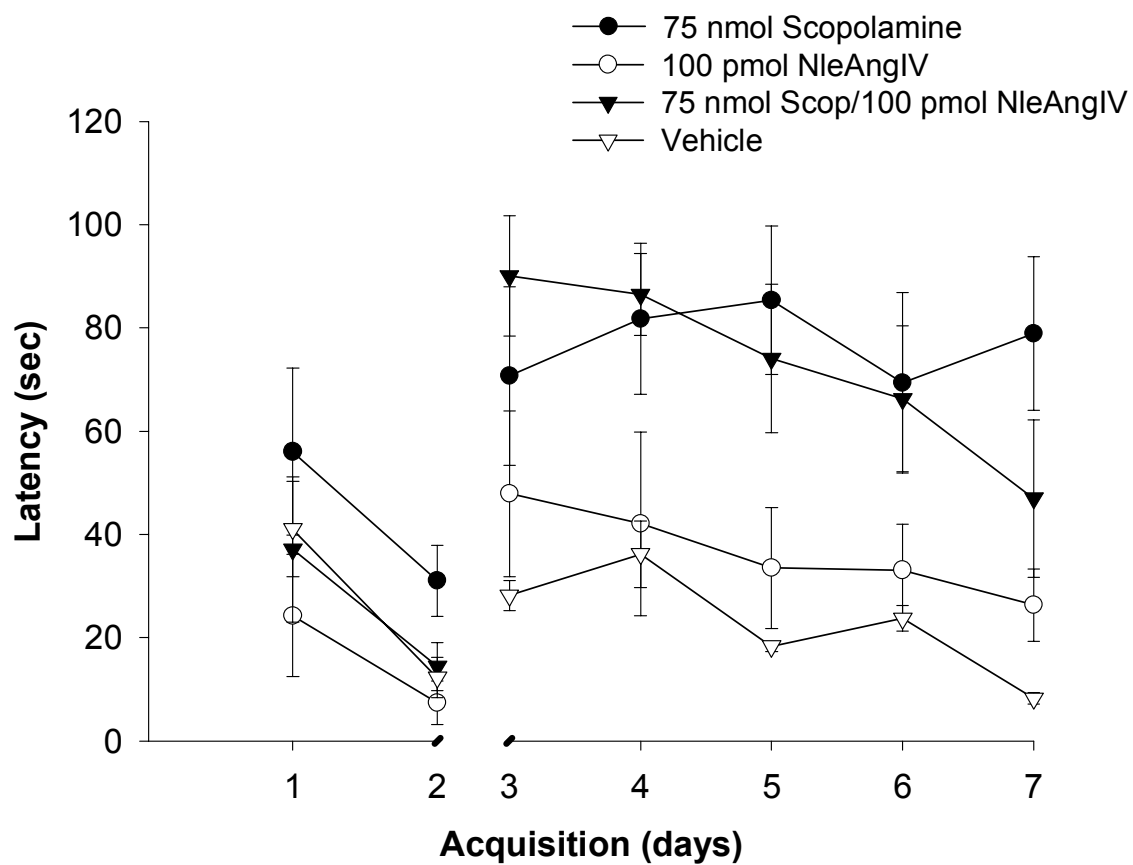 75 nmol Scopolamine
100 pmol NleAngIV
75 nmol Scop/100 pmol NleAngIV
Vehicle
120
100
80
60
40
20
0
Latency (sec)
1 2 3 4 5 6 7
Acquisition (days)